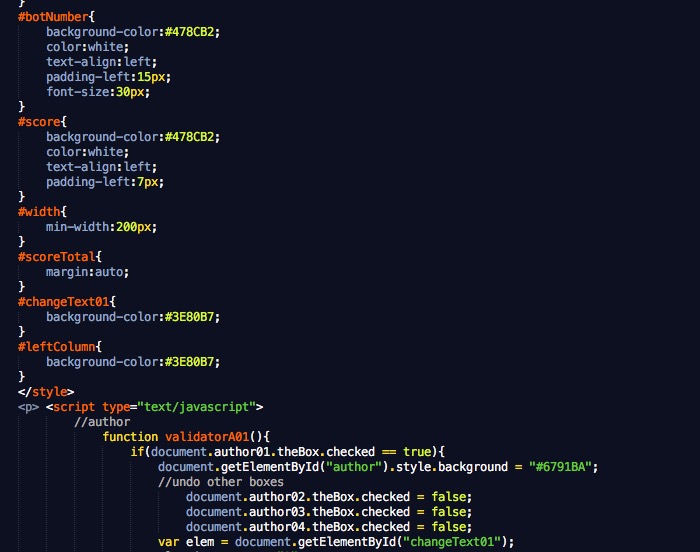 }
#botNumber{
background-color:#478CB2;
color:white;
text-align:left;
padding-left:15px;
font-size:30px;
}
#score{
background-color:#478CB2;
color:white;
text-align:left;
padding-left:7px;
}
#width{
min-width:200px;
}
#scoreTotal{
margin:auto;
}
#changeText01{
background-color:#3E80B7;
}
#leftColumn{
background-color:#3E80B7;
}
</style>
<p> <script type="text/javascript">
//author
function validatorA01(){
if(document.author01.theBox.checked == true){
document.getElementById("author").style.background = "#6791BA";
//undo other boxes
document.author02.theBox.checked = false;
document.author03.theBox.checked = false;
document.author04.theBox.checked = false;
var elem = document.getElementById("changeText01");